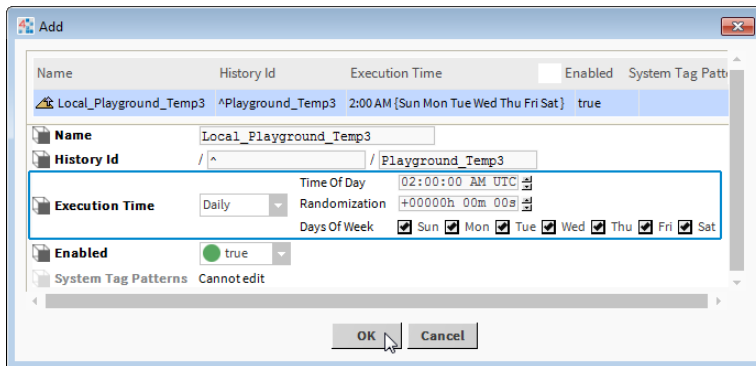 Add
Name History Id Execution Time Enabled System Tag Patte
Local_Playground_Temp3 ^Playground_Temp3 2:00 AM {Sun Mon Tue Wed Thu Fri Sat} true
Name Local_Playground_Temp3
History Id / ^ / Playground_Temp3
Time Of Day 02:00:00 AM UTC
Execution Time Daily Randomization +00000h 00m 00s
Days Of Week Sun Mon Tue Wed Thu Fri Sat
Enabled true
System Tag Patterns Cannot edit
OK Cancel